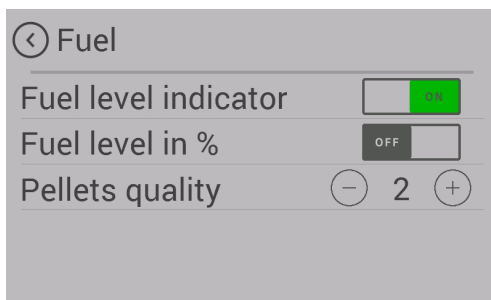 Fuel
Fuel level indicator ON
Fuel level in % OFF
Pellets quality − 2 +